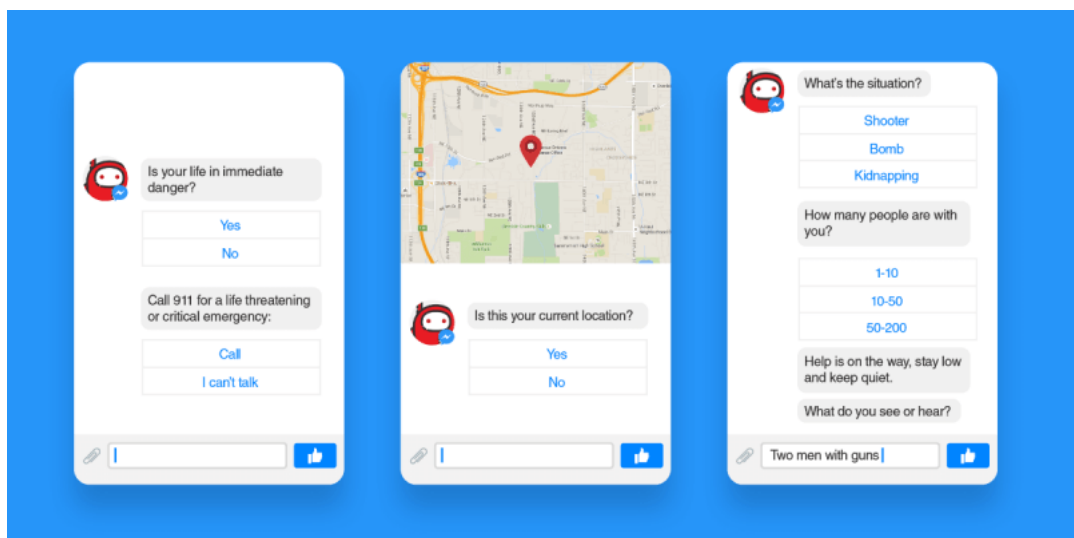 Is your life in immediate
danger?
Yes
No
Call 911 for a life threatening
or critical emergency:
Call
I can't talk
Is this your current location?
Yes
No
What's the situation?
Shooter
Bomb
Kidnapping
How many people are with
you?
1-10
10-50
50-200
Help is on the way, stay low
and keep quiet.
What do you see or hear?
Two men with guns